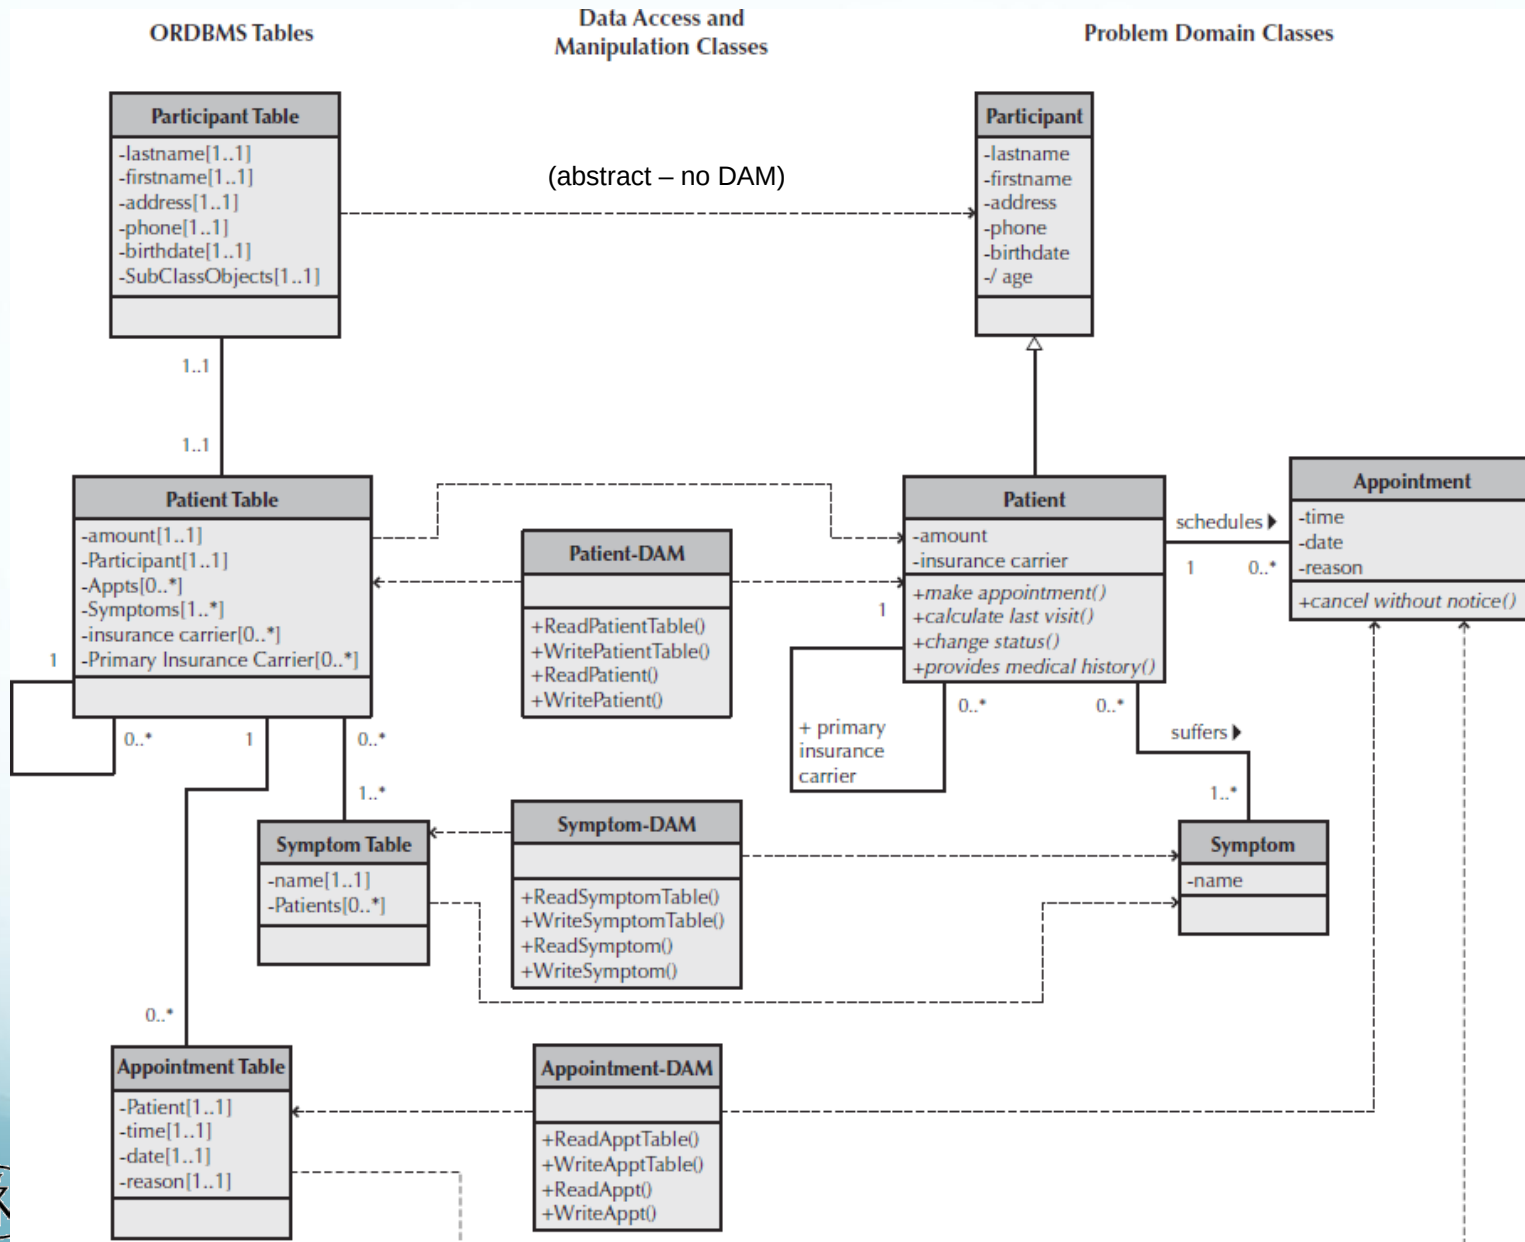 ORDBMS Tables
Data Access and
Manipulation Classes
Problem Domain Classes
Participant Table
-lastname[1..1]
-firstname[1..1]
-address[1..1]
-phone[1..1]
-birthdate[1..1]
-SubClassObjects[1..1]
(abstract – no DAM)
Participant
-lastname
-firstname
-address
-phone
-birthdate
-/ age
1..1
1..1
Patient Table
-amount[1..1]
-Participant[1..1]
-Appts[0..*]
-Symptoms[1..*]
-insurance carrier[0..*]
-Primary Insurance Carrier[0..*]
1
0..*
1
0..*
1..*
0..*
Patient-DAM
+ReadPatientTable()
+WritePatientTable()
+ReadPatient()
+WritePatient()
Patient
-amount
-insurance carrier
+make appointment()
+calculate last visit()
+change status()
+provides medical history()
1
0..*
+ primary
insurance
carrier
schedules
1
0..*
Appointment
-time
-date
-reason
+cancel without notice()
0..*
suffers
1..*
Symptom Table
-name[1..1]
-Patients[0..*]
Symptom-DAM
+ReadSymptomTable()
+WriteSymptomTable()
+ReadSymptom()
+WriteSymptom()
Symptom
-name
Appointment Table
-Patient[1..1]
-time[1..1]
-date[1..1]
-reason[1..1]
Appointment-DAM
+ReadApptTable()
+WriteApptTable()
+ReadAppt()
+WriteAppt()